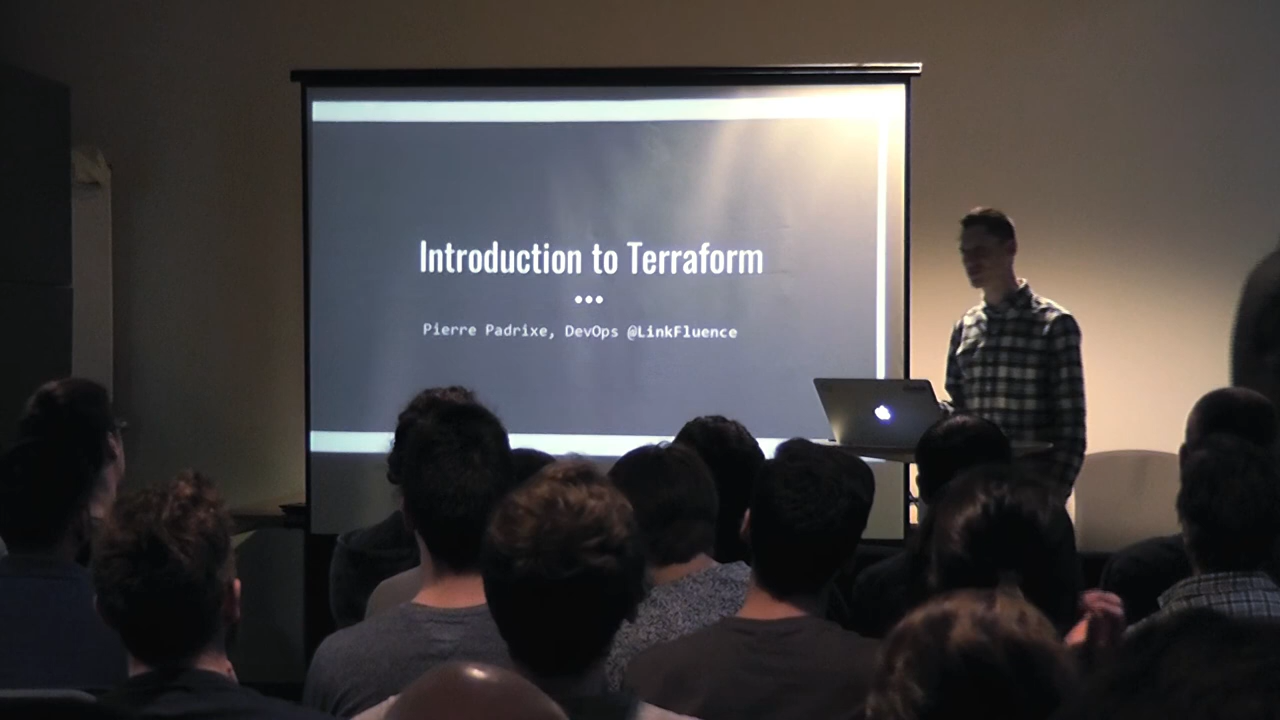 Introduction to Terraform
Pierre Padrixe, DevOps @LinkFluence